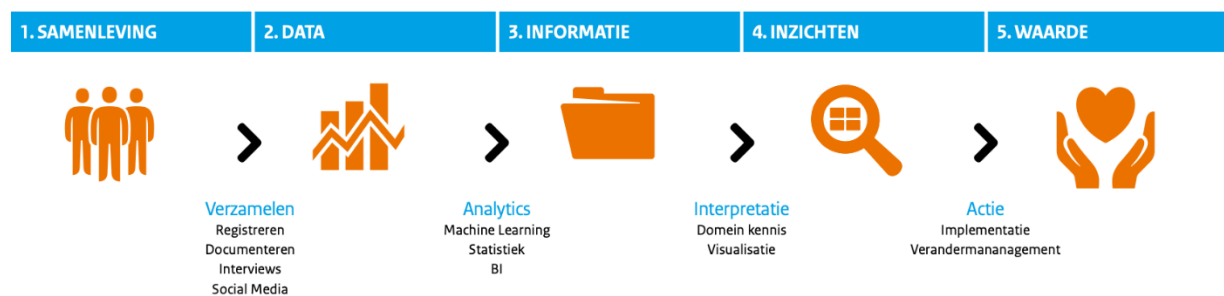 1. SAMENLEVING
2. DATA
3. INFORMATIE
4. INZICHTEN
5. WAARDE
Verzamelen
Registreren
Documenteren
Interviews
Social Media
Analytics
Machine Learning
Statistiek
BI
Interpretatie
Domein kennis
Visualisatie
Actie
Implementatie
Verandermananagement